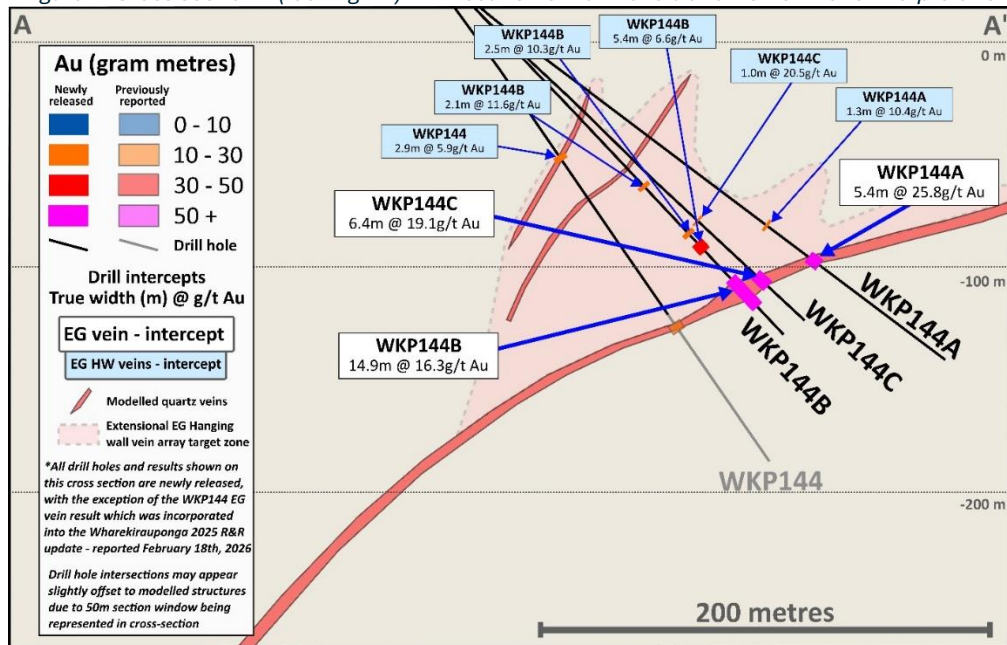 A
A'
0 m
-100 m
-200 m
Au (gram metres)
Newly released
Previously reported
0 - 10
10 - 30
30 - 50
50 +
Drill hole
Drill intercepts
True width (m) @ g/t Au
EG vein - intercept
EG HW veins - intercept
Modelled quartz veins
Extensional EG Hanging
wall vein array target zone
*All drill holes and results shown on
this cross section are newly released,
with the exception of the WKP144 EG
vein result which was incorporated
into the Wharekirauponga 2025 R&R
update - reported February 18th, 2026
Drill hole intersections may appear
slightly offset to modelled structures
due to 50m section window being
represented in cross-section
WKP144B
2.5m @ 10.3g/t Au
WKP144B
5.4m @ 6.6g/t Au
WKP144C
1.0m @ 20.5g/t Au
WKP144B
2.1m @ 11.6g/t Au
WKP144A
1.3m @ 10.4g/t Au
WKP144
2.9m @ 5.9g/t Au
WKP144A
5.4m @ 25.8g/t Au
WKP144C
6.4m @ 19.1g/t Au
WKP144B
14.9m @ 16.3g/t Au
WKP144A
WKP144C
WKP144B
WKP144
200 metres